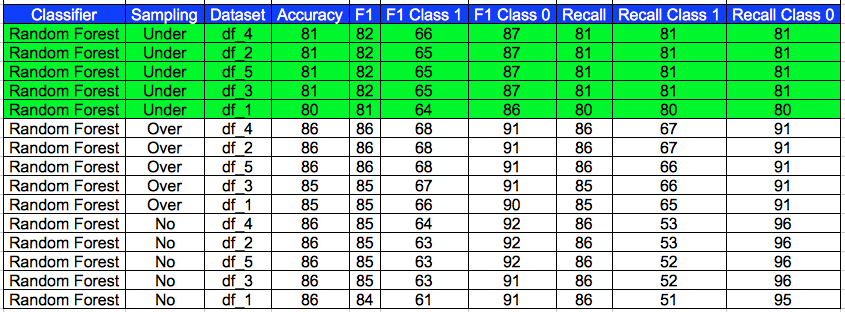 Classifier Sampling Dataset Accuracy F1 F1 Class 1 F1 Class 0 Recall Recall Class 1 Recall Class 0
Random Forest Under df_4 81 82 66 87 81 81 81
Random Forest Under df_2 81 82 65 87 81 81 81
Random Forest Under df_5 81 82 65 87 81 81 81
Random Forest Under df_3 81 82 65 87 81 81 81
Random Forest Under df_1 80 81 64 86 80 80 80
Random Forest Over df_4 86 86 68 91 86 67 91
Random Forest Over df_2 86 86 68 91 86 67 91
Random Forest Over df_5 86 86 68 91 86 66 91
Random Forest Over df_3 85 85 67 91 85 66 91
Random Forest Over df_1 85 85 66 90 85 65 91
Random Forest No df_4 86 85 64 92 86 53 96
Random Forest No df_2 86 85 63 92 86 53 96
Random Forest No df_5 86 85 63 92 86 52 96
Random Forest No df_3 86 85 63 91 86 52 96
Random Forest No df_1 86 84 61 91 86 51 95